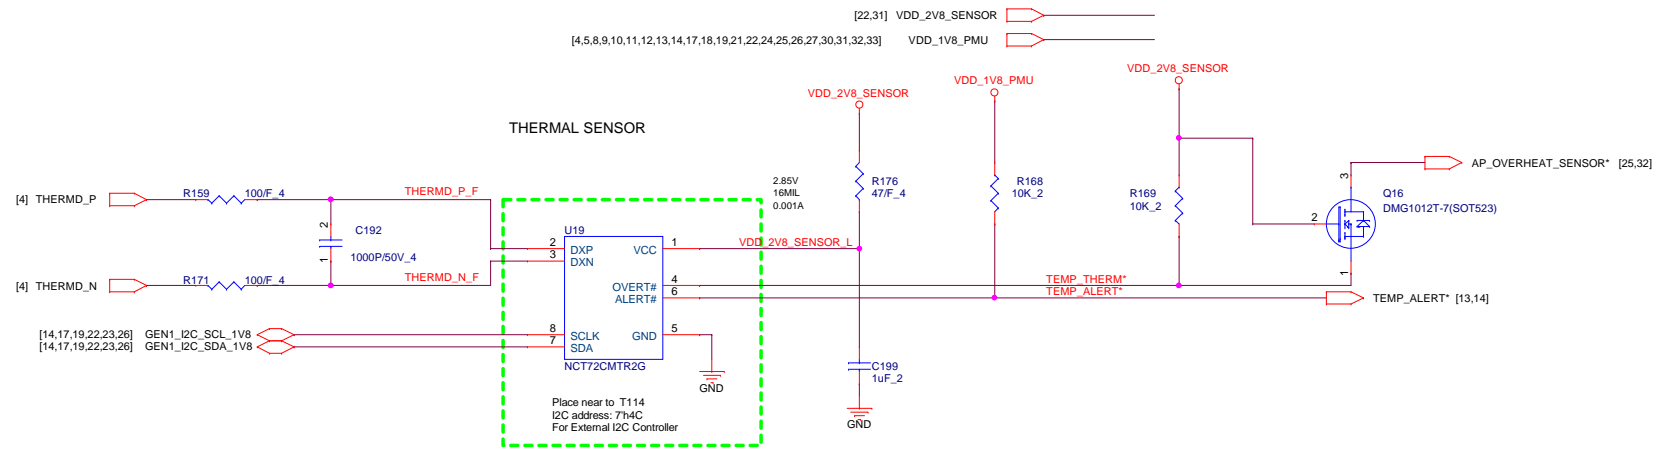 [22,31] VDD_2V8_SENSOR
[4,5,8,9,10,11,12,13,14,17,18,19,21,22,24,25,26,27,30,31,32,33] VDD_1V8_PMU
VDD_2V8_SENSOR
VDD_1V8_PMU
VDD_2V8_SENSOR
THERMAL SENSOR
AP_OVERHEAT_SENSOR* [25,32]
[4] THERMD_P
R159 100/F_4
THERMD_P_F
2.85V
16MIL
0.001A
R176
47/F_4
R168
10K_2
R169
10K_2
3
Q16
DMG1012T-7(SOT523)
2
1
2
C192
1000P/50V_4
1
U19
2 DXP VCC 1
3 DXN
VDD_2V8_SENSOR_L
[4] THERMD_N
R171 100/F_4
THERMD_N_F
OVERT# 4
ALERT# 6
TEMP_THERM*
TEMP_ALERT*
TEMP_ALERT* [13,14]
[14,17,19,22,23,26] GEN1_I2C_SCL_1V8
[14,17,19,22,23,26] GEN1_I2C_SDA_1V8
8 SCLK GND 5
7 SDA
NCT72CMTR2G
GND
C199
1uF_2
GND
Place near to T114
I2C address: 7'h4C
For External I2C Controller